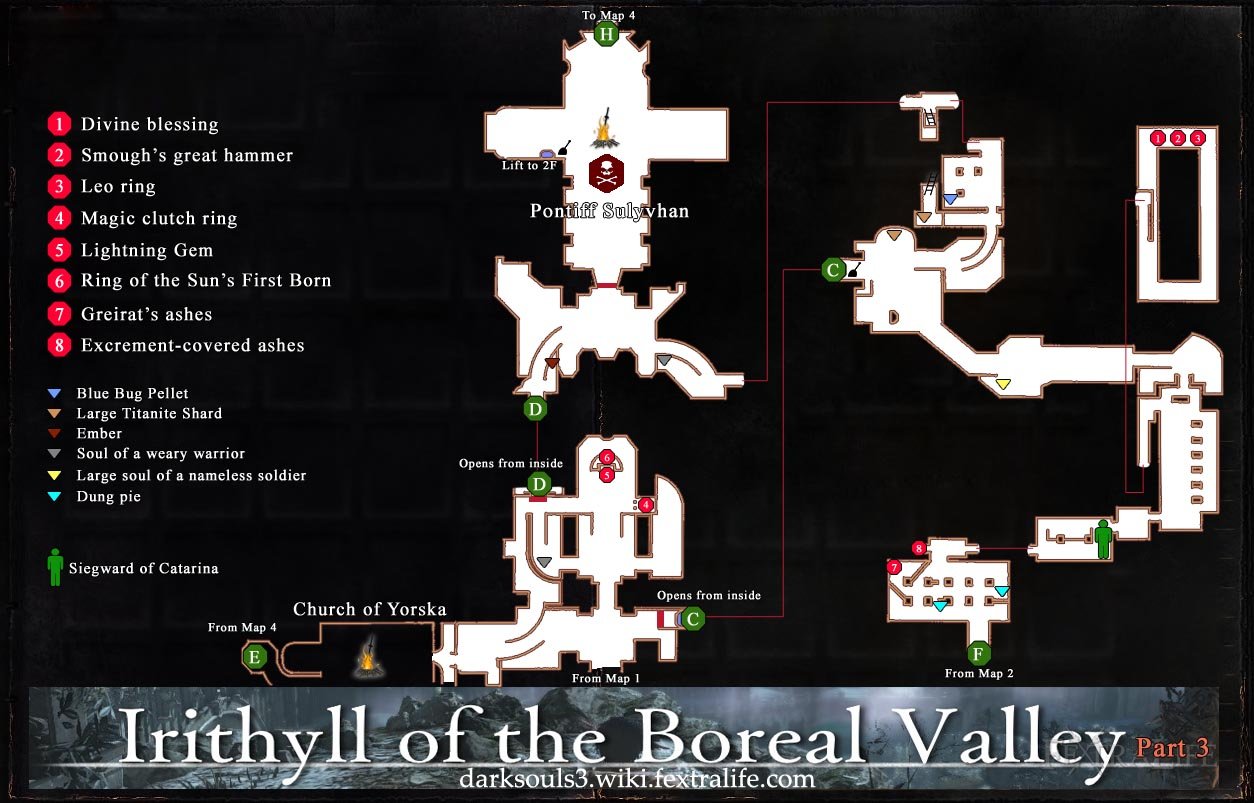 To Map 4
H
1 Divine blessing
2 Smough's great hammer
3 Leo ring
4 Magic clutch ring
5 Lightning Gem
6 Ring of the Sun's First Born
7 Greirat's ashes
8 Excrement-covered ashes
Blue Bug Pellet
Large Titanite Shard
Ember
Soul of a weary warrior
Large soul of a nameless soldier
Dung pie
Siegward of Catarina
Lift to 2F
Pontiff Sulyvhan
1 2 3
C
D
Opens from inside
D
6
5
4
8
7
Opens from inside
C
Church of Yorska
From Map 4
E
F
From Map 1
From Map 2
Irithyll of the Boreal Valley Part 3
darksouls3.wiki.fextralife.com